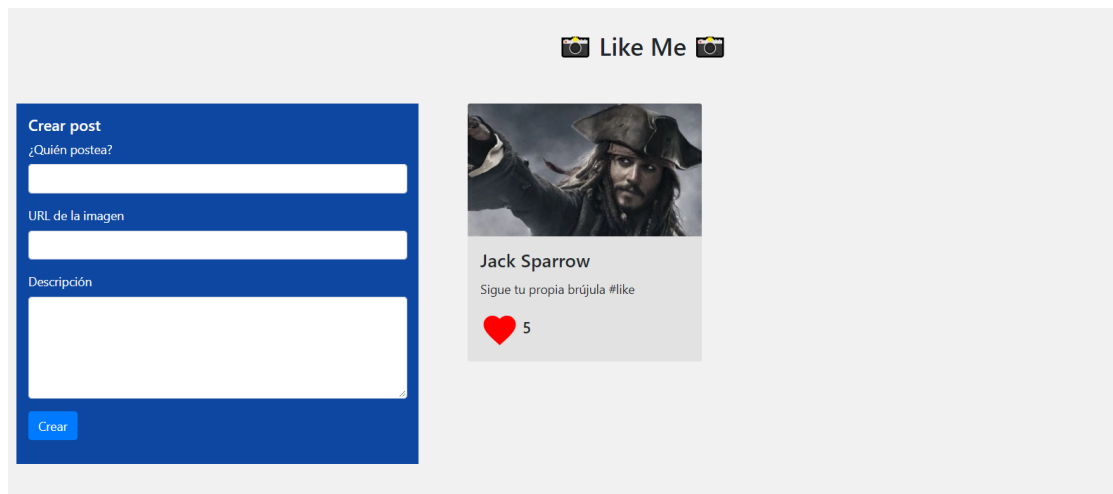 📷 Like Me 📷
Crear post
¿Quién postea?
URL de la imagen
Descripción
Crear
Jack Sparrow
Sigue tu propia brújula #like
5